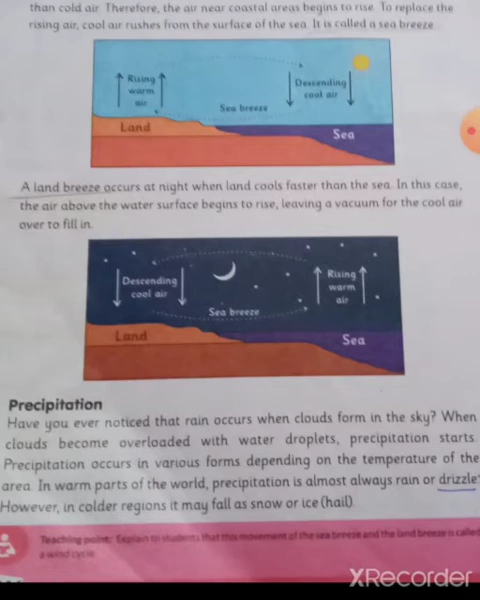 than cold air. Therefore, the air near coastal areas begins to rise. To replace the
rising, cool air rushes from the surface of the sea. It is called a sea breeze.
Rising
warm
air
Descending
cool air
Sea breeze
Land
Sea
A land breeze occurs at night when land cools faster than the sea. In this case,
the air above the water surface begins to rise, leaving a vacuum for the cool air
over to fill in.
Descending
cool air
Rising
warm
air
Sea breeze
Land
Sea
Precipitation
Have you ever noticed that rain occurs when clouds form in the sky? When
clouds become overloaded with water droplets, precipitation starts.
Precipitation occurs in various forms depending on the temperature of the
area. In warm parts of the world, precipitation is almost always rain or drizzle.
However, in colder regions it may fall as snow or ice (hail).
Teaching point: Explain to students that this movement of the sea breeze and the land breeze is called
a wind cycle.
XRecorder